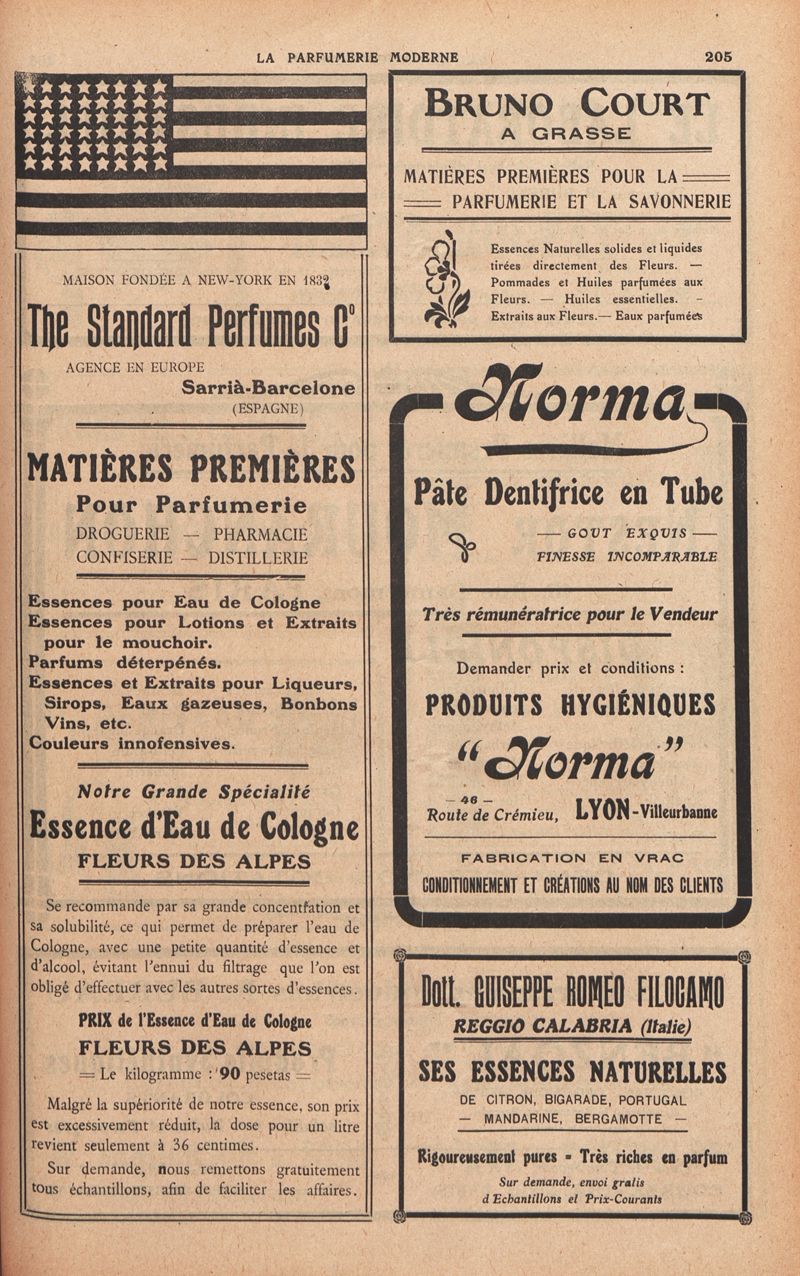 LA PARFUMERIE MODERNE
205
MAISON FONDÉE A NEW-YORK EN 1832
The Standard Perfumes Cº
AGENCE EN EUROPE
Sarrià-Barcelone
(ESPAGNE)
MATIÈRES PREMIÈRES
Pour Parfumerie
DROGUERIE — PHARMACIE
CONFISERIE — DISTILLERIE
Essences pour Eau de Cologne
Essences pour Lotions et Extraits
pour le mouchoir.
Parfums déterpénés.
Essences et Extraits pour Liqueurs,
Sirops, Eaux gazeuses, Bonbons
Vins, etc.
Couleurs innofensives.
Notre Grande Spécialité
Essence d'Eau de Cologne
FLEURS DES ALPES
Se recommande par sa grande concentration et
sa solubilité, ce qui permet de préparer l'eau de
Cologne, avec une petite quantité d'essence et
d'alcool, évitant l'ennui du filtrage que l'on est
obligé d'effectuer avec les autres sortes d'essences.
PRIX de l'Essence d'Eau de Cologne
FLEURS DES ALPES
= Le kilogramme : 90 pesetas =
Malgré la supériorité de notre essence, son prix
est excessivement réduit, la dose pour un litre
revient seulement à 36 centimes.
Sur demande, nous remettons gratuitement
tous échantillons, afin de faciliter les affaires.
BRUNO COURT
A GRASSE
MATIÈRES PREMIÈRES POUR LA
PARFUMERIE ET LA SAVONNERIE
Essences Naturelles solides et liquides
tirées directement des Fleurs. —
Pommades et Huiles parfumées aux
Fleurs. — Huiles essentielles. –
Extraits aux Fleurs.— Eaux parfumées
Norma
Pâte Dentifrice en Tube
— GOUT EXQUIS —
FINESSE INCOMPARABLE
Très rémunératrice pour le Vendeur
Demander prix et conditions :
PRODUITS HYGIÉNIQUES
"Norma"
— 46 —
Route de Crémieu, LYON-Villeurbanne
FABRICATION EN VRAC
CONDITIONNEMENT ET CRÉATIONS AU NOM DES CLIENTS
Dott. GUISEPPE ROMEO FILOCAMO
REGGIO CALABRIA (Italie)
SES ESSENCES NATURELLES
DE CITRON, BIGARADE, PORTUGAL
— MANDARINE, BERGAMOTTE —
Rigoureusement pures = Très riches en parfum
Sur demande, envoi gratis
d'Echantillons et Prix-Courants